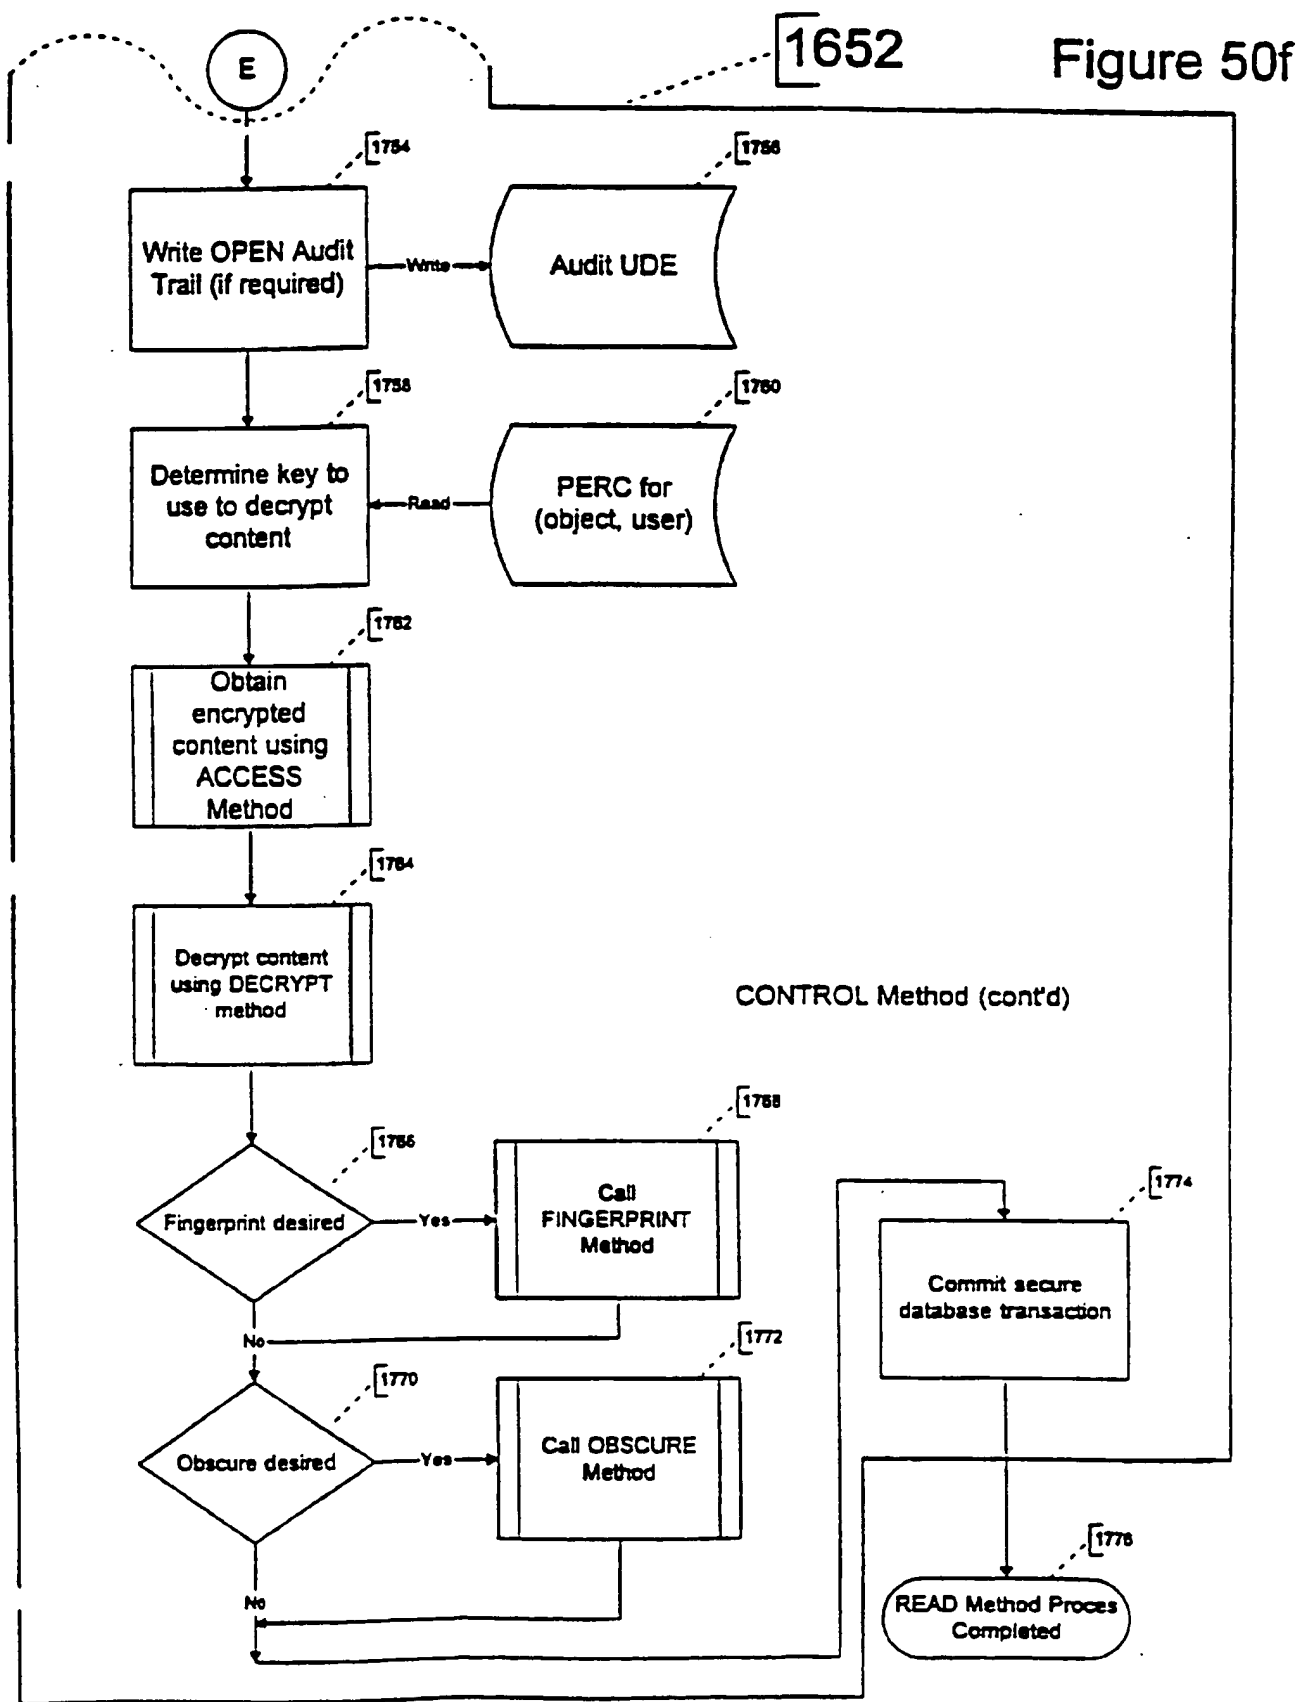 E
1652
Figure 50f
1754
1756
Write OPEN Audit
Trail (if required)
Write
Audit UDE
1758
1760
Determine key to
use to decrypt
content
Read
PERC for
(object, user)
1762
Obtain
encrypted
content using
ACCESS
Method
1764
Decrypt content
using DECRYPT
method
CONTROL Method (cont'd)
1766
1768
Fingerprint desired
Yes
Call
FINGERPRINT
Method
1774
Commit secure
database transaction
No
1770
1772
Obscure desired
Yes
Call OBSCURE
Method
No
1776
READ Method Proces
Completed